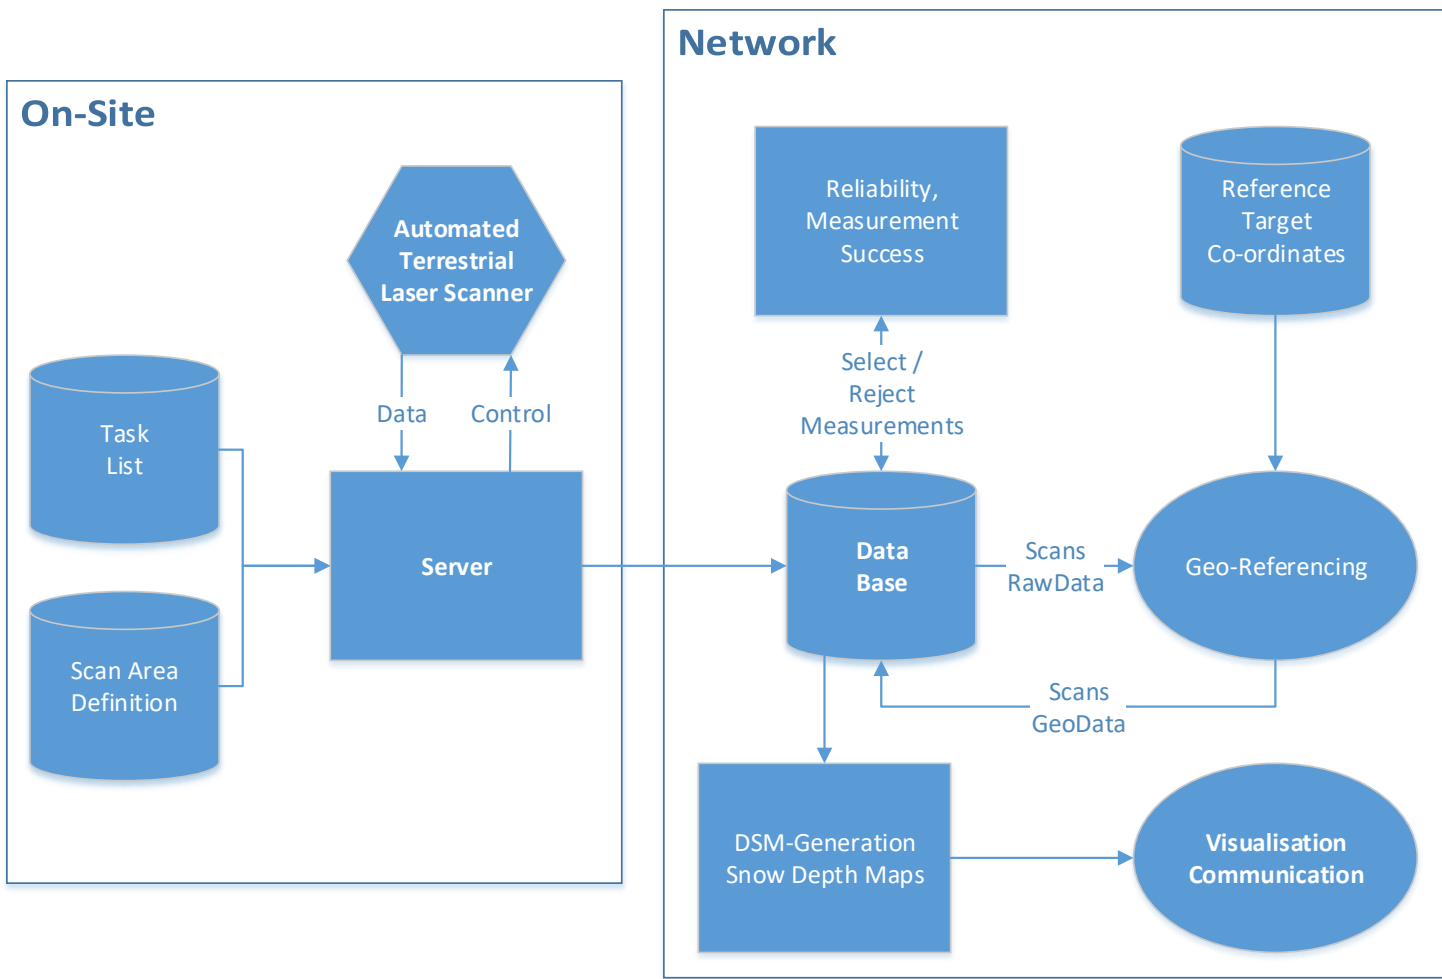 On-Site
Automated
Terrestrial
Laser Scanner
Data
Control
Task
List
Server
Scan Area
Definition
Network
Reliability,
Measurement
Success
Reference
Target
Co-ordinates
Select /
Reject
Measurements
Data
Base
Scans
RawData
Geo-Referencing
Scans
GeoData
DSM-Generation
Snow Depth Maps
Visualisation
Communication